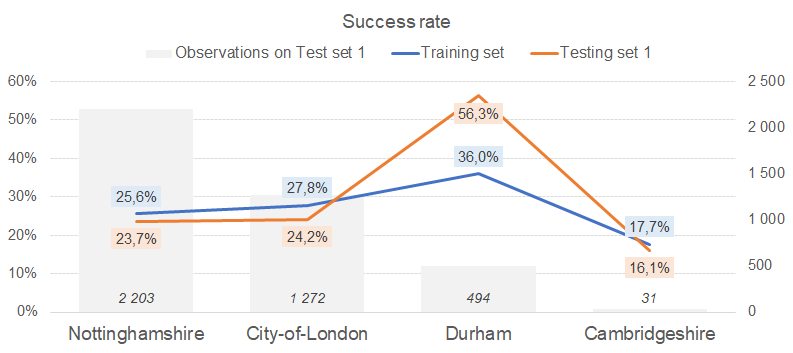 Success rate
Observations on Test set 1 Training set Testing set 1
60% 2 500
50% 56,3% 2 000
40% 36,0% 1 500
30% 25,6% 27,8%
20% 23,7% 24,2% 17,7% 1 000
10% 16,1% 500
0% 2 203 1 272 494 31 0
Nottinghamshire City-of-London Durham Cambridgeshire